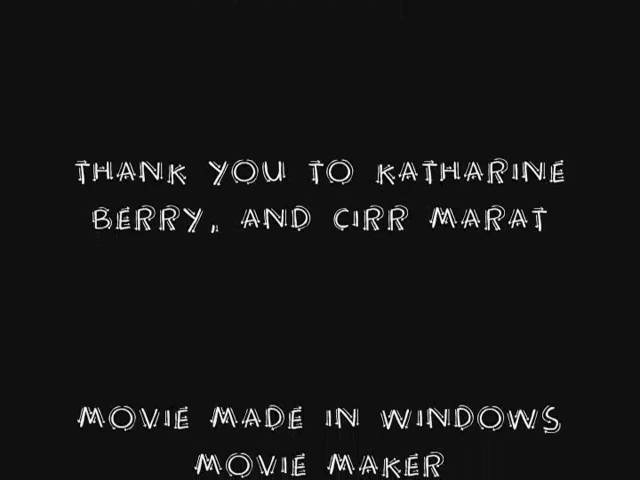 THANK YOU TO KATHARINE
BERRY, AND CIRR MARAT
MOVIE MADE IN WINDOWS
MOVIE MAKER